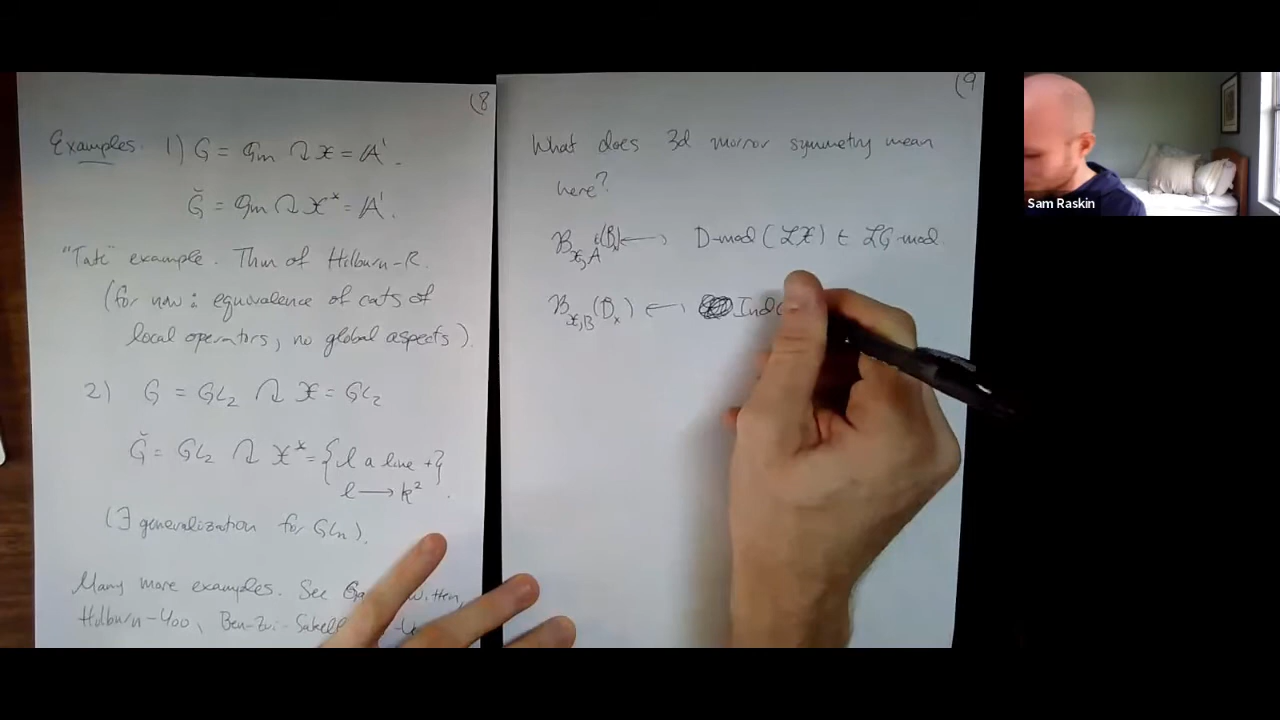 (8
Examples. 1) G = Gm ↷ X = A¹.
Ǧ = Gm ↷ X* = A¹.
"Tate" example. Thm of Hilburn-R.
(for now: equivalence of cats of
local operators, no global aspects).
2) G = GL₂ ↷ X = GL₂
Ǧ = GL₂ ↷ X* = {l a line +}
l → k²
(∃ generalization for GLn).
Many more examples. See
Hilburn-Yoo, Ben-Zvi-
(9
What does 3d mirror symmetry mean
here?
D-mod(LX) ∈ LG-mod
B_{X,B}(D_x) ←→ Ind
Sam Raskin